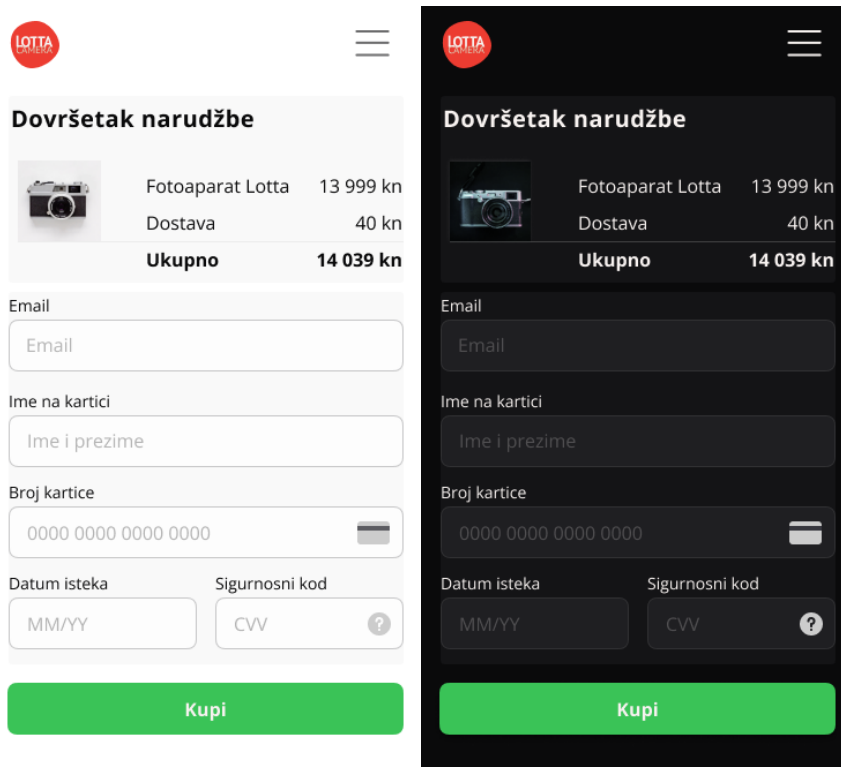 LOTTA
CAMERA
Dovršetak narudžbe
Fotoaparat Lotta 13 999 kn
Dostava 40 kn
Ukupno 14 039 kn
Email
Email
Ime na kartici
Ime i prezime
Broj kartice
0000 0000 0000 0000
Datum isteka Sigurnosni kod
MM/YY CVV ?
Kupi
LOTTA
CAMERA
Dovršetak narudžbe
Fotoaparat Lotta 13 999 kn
Dostava 40 kn
Ukupno 14 039 kn
Email
Email
Ime na kartici
Ime i prezime
Broj kartice
0000 0000 0000 0000
Datum isteka Sigurnosni kod
MM/YY CVV ?
Kupi